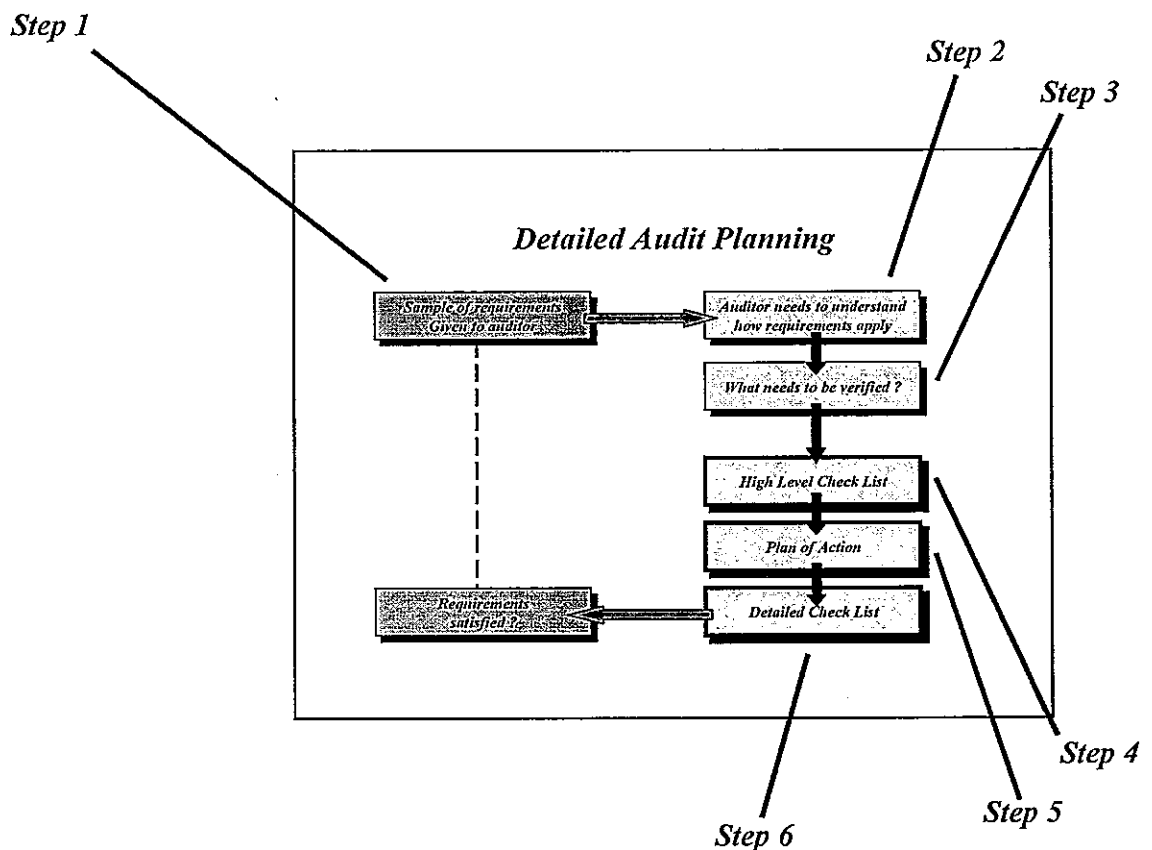 Step 1
Step 2
Step 3
Detailed Audit Planning
Sample of requirements
Given to auditor
Auditor needs to understand
how requirements apply
What needs to be verified ?
High Level Check List
Plan of Action
Requirements
satisfied ?
Detailed Check List
Step 4
Step 5
Step 6